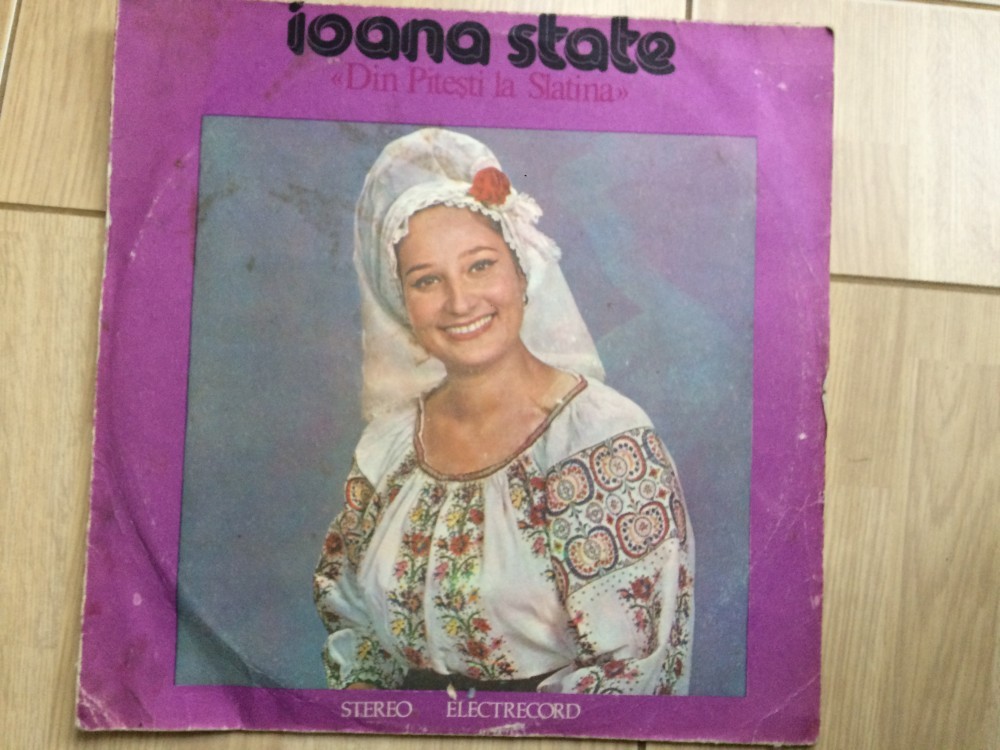 ioana state
«Din Pitești la Slatina»
STEREO ELECTRECORD